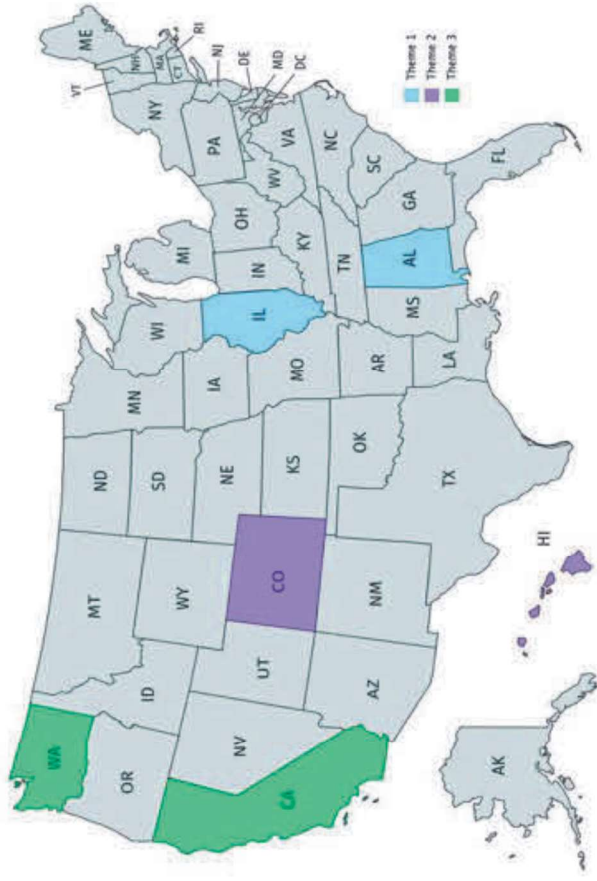 WA
OR
CA
ID
NV
AZ
UT
MT
WY
CO
NM
ND
SD
NE
KS
OK
TX
MN
IA
MO
AR
LA
WI
IL
MS
MI
IN
KY
TN
AL
OH
WV
GA
FL
SC
NC
VA
PA
NY
VT
NH
ME
MA
CT
RI
NJ
DE
MD
DC
AK
HI
Theme 1
Theme 2
Theme 3